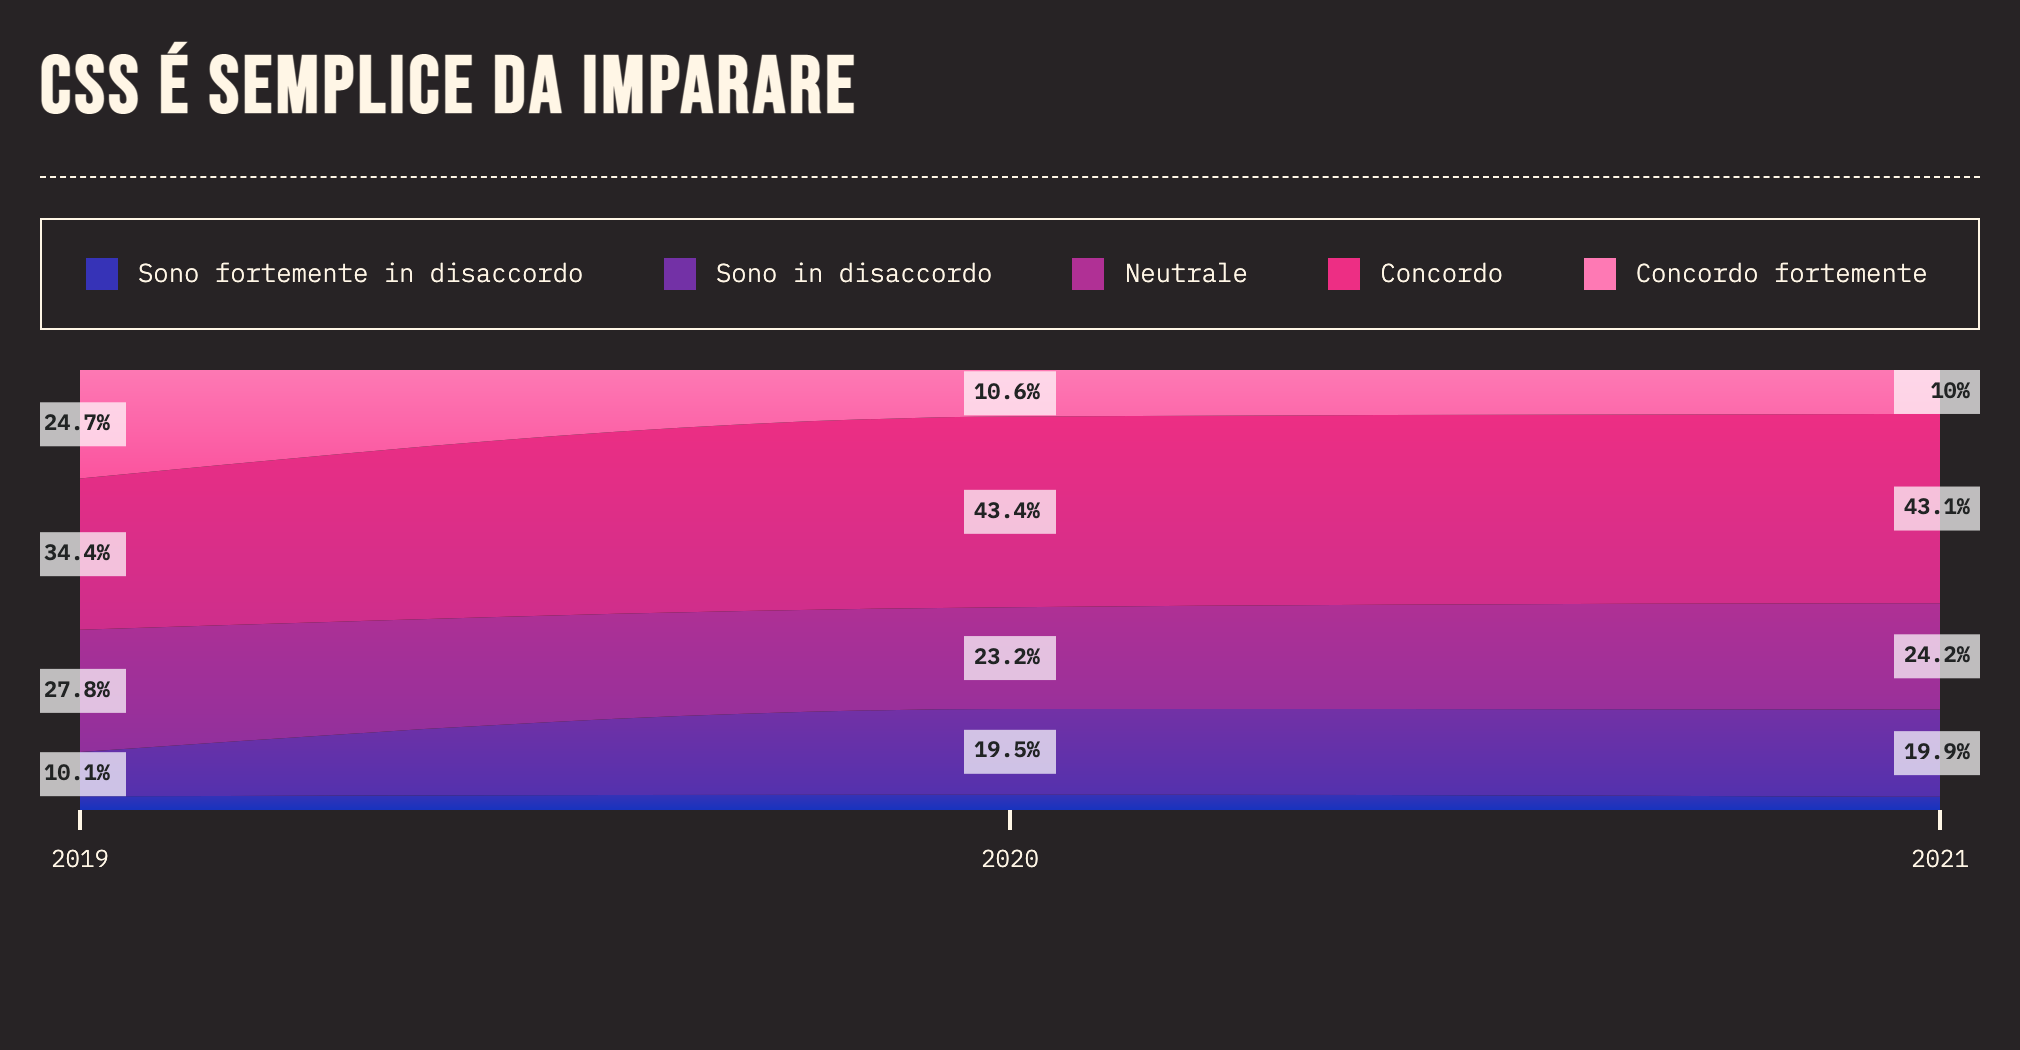 CSS É SEMPLICE DA IMPARARE
Sono fortemente in disaccordo Sono in disaccordo Neutrale Concordo Concordo fortemente
24.7% 10.6% 10%
34.4% 43.4% 43.1%
27.8% 23.2% 24.2%
10.1% 19.5% 19.9%
2019 2020 2021